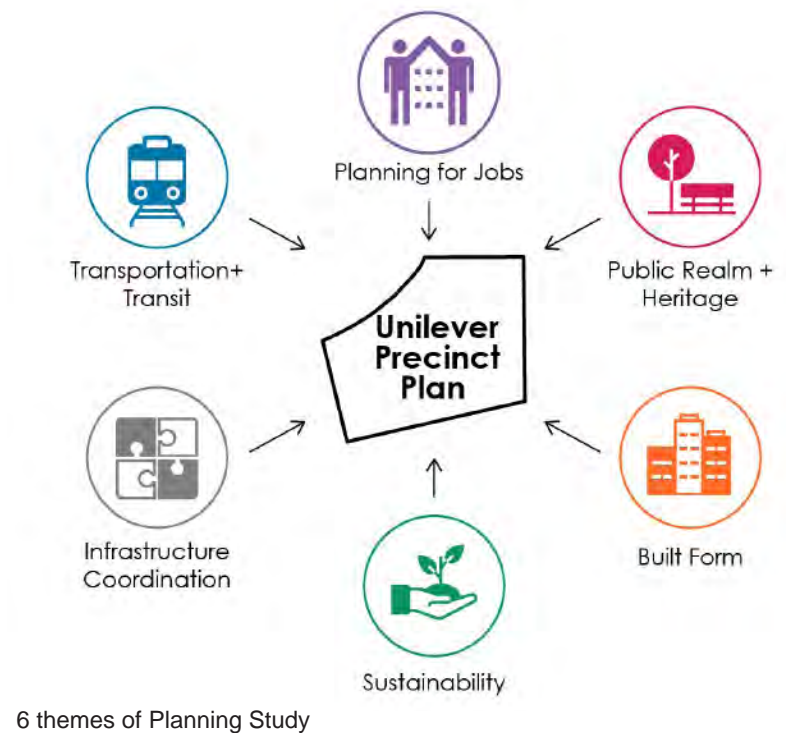 Planning for Jobs
Transportation+
Transit
Public Realm +
Heritage
Unilever
Precinct
Plan
Infrastructure
Coordination
Built Form
Sustainability
6 themes of Planning Study